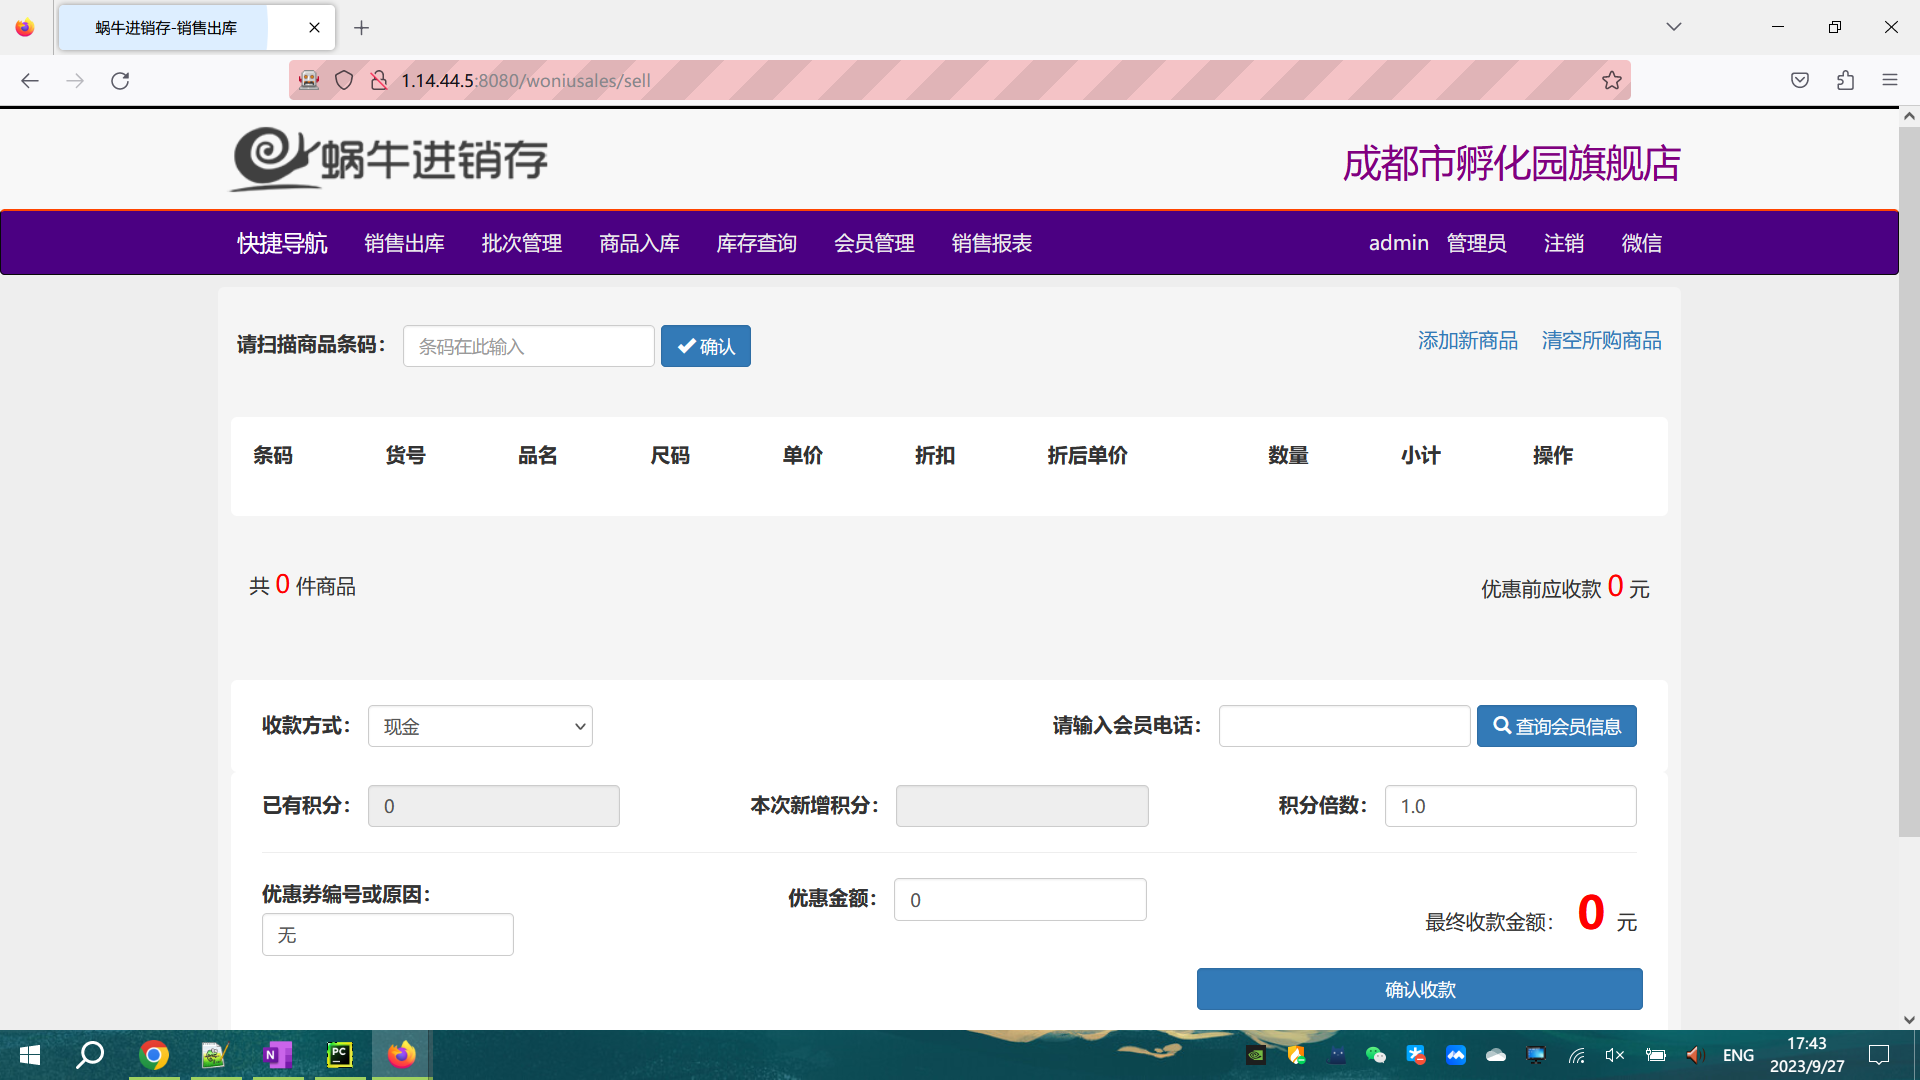 蜗牛进销存-销售出库
1.14.44.5:8080/woniusales/sell
蜗牛进销存
成都市孵化园旗舰店
快捷导航 销售出库 批次管理 商品入库 库存查询 会员管理 销售报表 admin 管理员 注销 微信
请扫描商品条码： 条码在此输入 确认 添加新商品 清空所购商品
条码 货号 品名 尺码 单价 折扣 折后单价 数量 小计 操作
共 0 件商品 优惠前应收款 0 元
收款方式： 现金 请输入会员电话： 查询会员信息
已有积分： 0 本次新增积分： 积分倍数： 1.0
优惠券编号或原因： 优惠金额： 0
无 最终收款金额： 0 元
确认收款
N PC ENG 17:43
2023/9/27